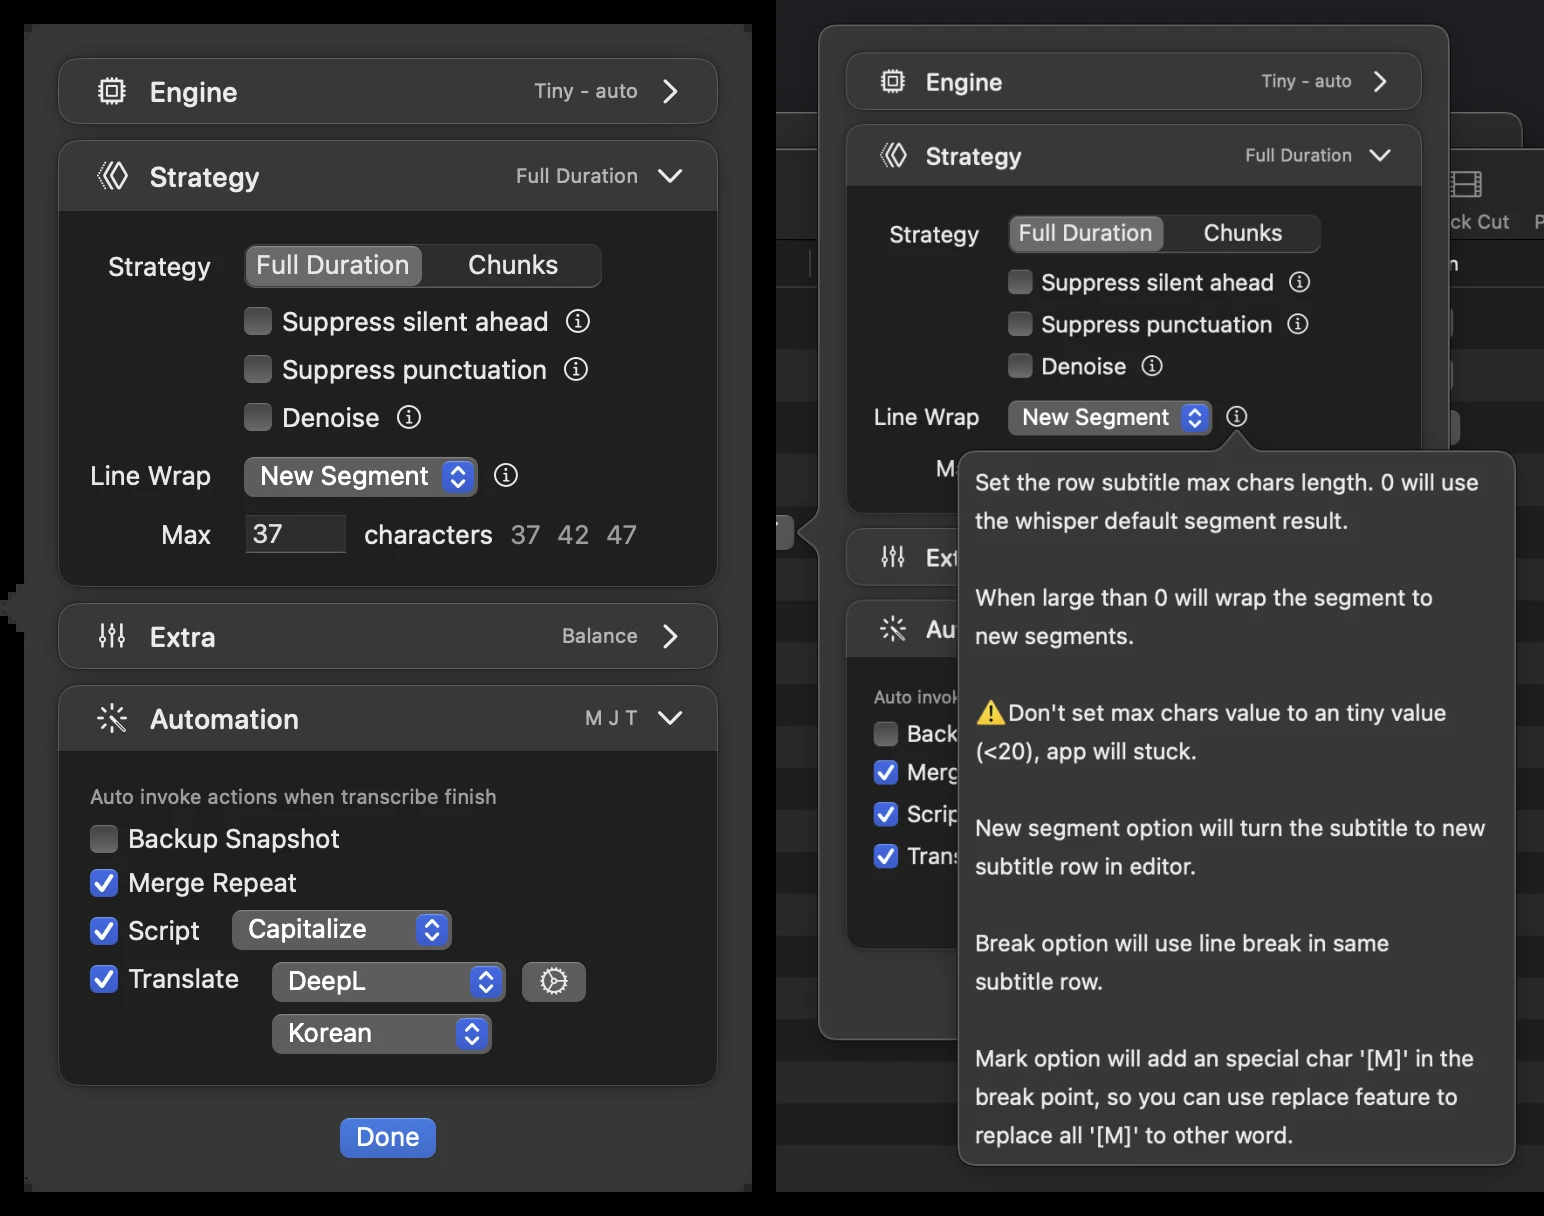 Engine Tiny - auto
Strategy Full Duration
Strategy Full Duration Chunks
Suppress silent ahead
Suppress punctuation
Denoise
Line Wrap New Segment
Max 37 characters 37 42 47
Extra Balance
Automation M J T
Auto invoke actions when transcribe finish
Backup Snapshot
Merge Repeat
Script Capitalize
Translate DeepL
Korean
Done
Engine Tiny - auto
Strategy Full Duration
Strategy Full Duration Chunks
Suppress silent ahead
Suppress punctuation
Denoise
Line Wrap New Segment
Set the row subtitle max chars length. 0 will use
the whisper default segment result.
When large than 0 will wrap the segment to
new segments.
⚠️Don't set max chars value to an tiny value
(<20), app will stuck.
New segment option will turn the subtitle to new
subtitle row in editor.
Break option will use line break in same
subtitle row.
Mark option will add an special char '[M]' in the
break point, so you can use replace feature to
replace all '[M]' to other word.
Ext
Au
Auto invok
Back
Merg
Scrip
Trans
ck Cut